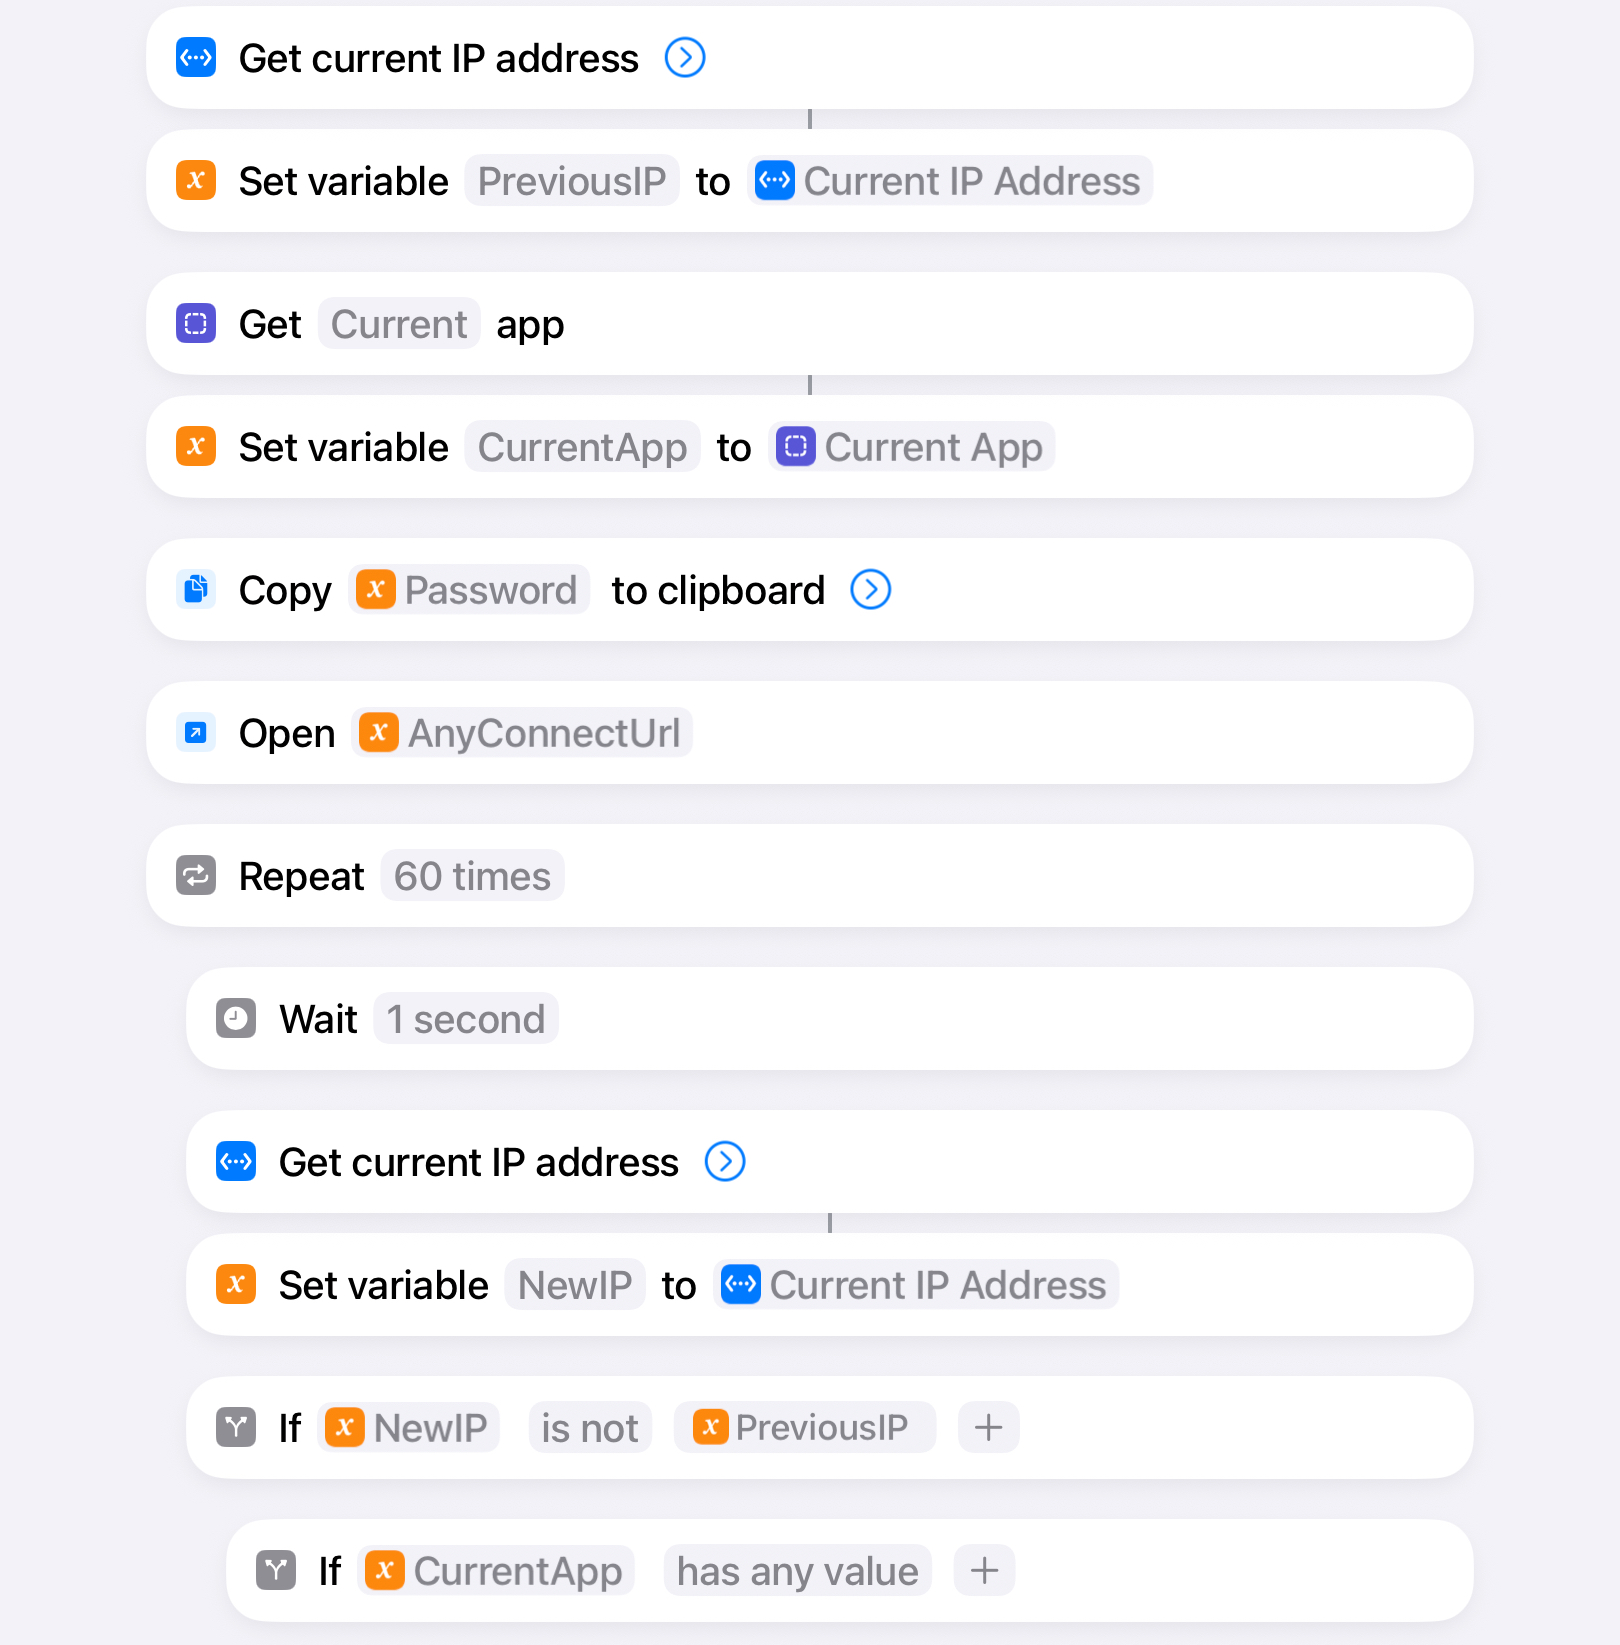 Get current IP address
Set variable PreviousIP to Current IP Address
Get Current app
Set variable CurrentApp to Current App
Copy Password to clipboard
Open AnyConnectUrl
Repeat 60 times
Wait 1 second
Get current IP address
Set variable NewIP to Current IP Address
If NewIP is not PreviousIP
If CurrentApp has any value